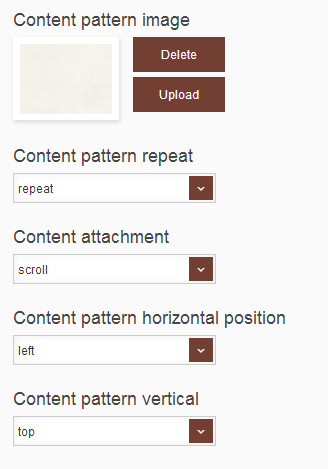 Content pattern image
Delete
Upload
Content pattern repeat
repeat
Content attachment
scroll
Content pattern horizontal position
left
Content pattern vertical
top